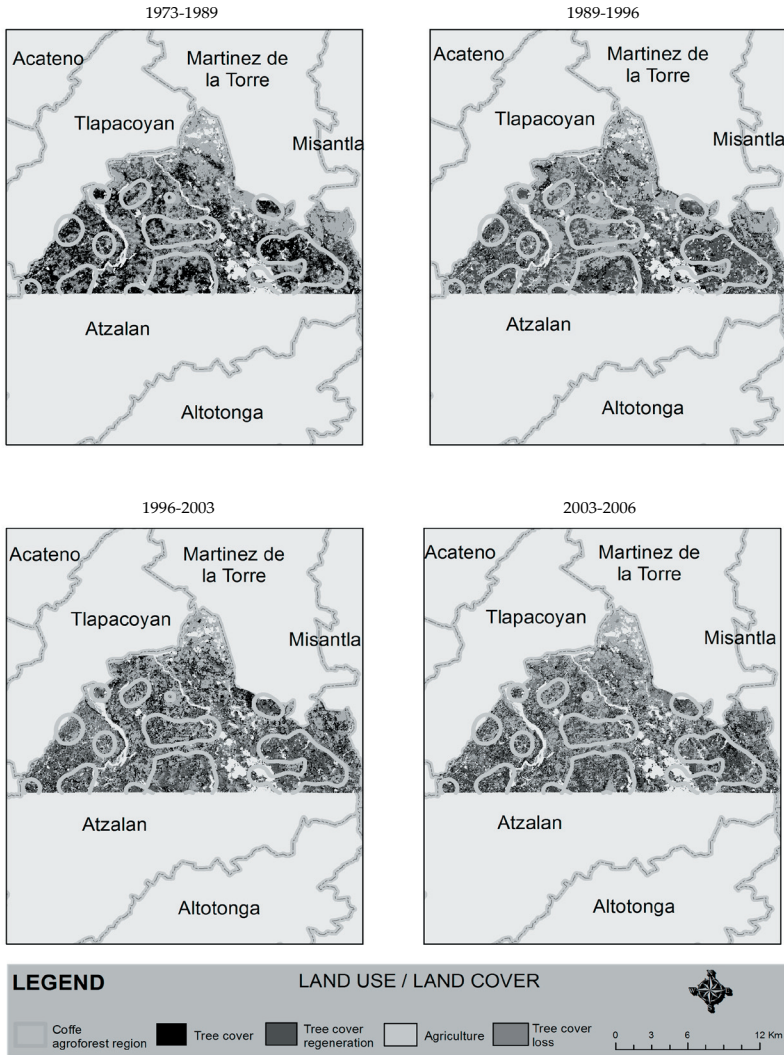 1973-1989
1989-1996
Acateno
Martinez de
la Torre
Tlapacoyan
Misantla
Atzalan
Altotonga
Acateno
Martinez de
la Torre
Tlapacoyan
Misantla
Atzalan
Altotonga
1996-2003
2003-2006
Acateno
Martinez de
la Torre
Tlapacoyan
Misantla
Atzalan
Altotonga
Acateno
Martinez de
la Torre
Tlapacoyan
Misantla
Atzalan
Altotonga
LEGEND
LAND USE / LAND COVER
Coffe
agroforest region
Tree cover
Tree cover
regeneration
Agriculture
Tree cover
loss
0 3 6 12 Km